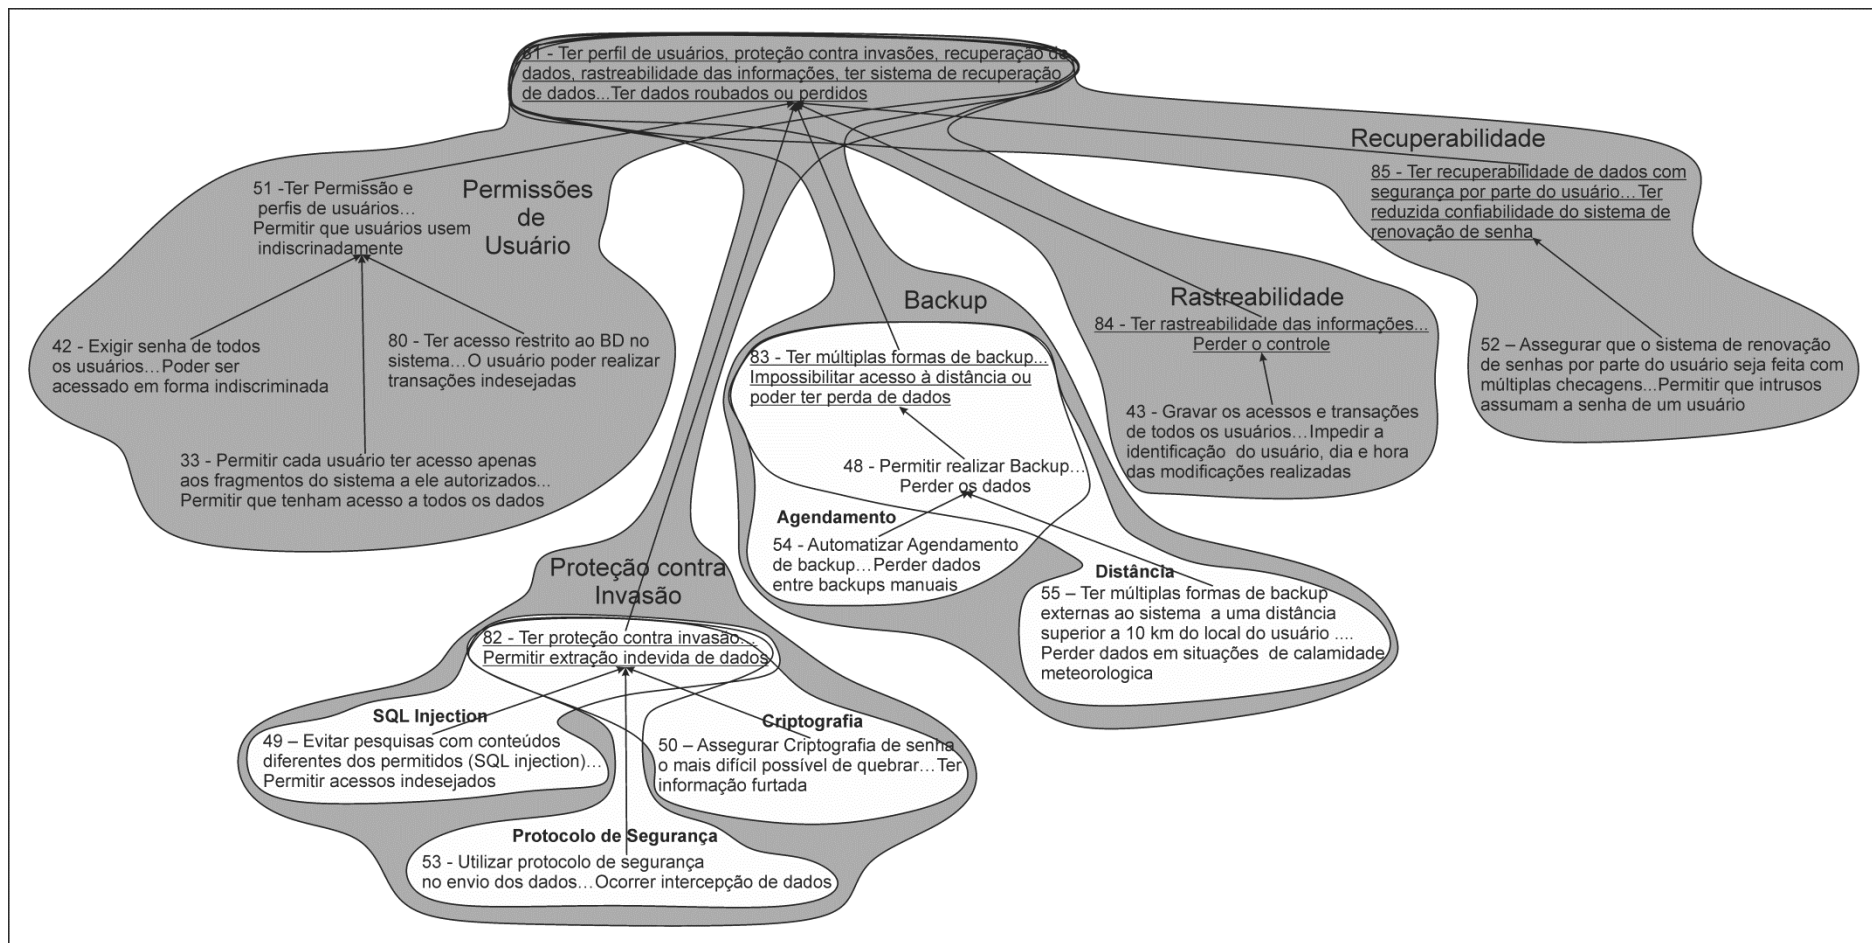 81 - Ter perfil de usuários, proteção contra invasões, recuperação de
dados, rastreabilidade das informações, ter sistema de recuperação
de dados...Ter dados roubados ou perdidos
Permissões
de
Usuário
51 -Ter Permissão e
perfis de usuários…
Permitir que usuários usem
indiscrinadamente
42 - Exigir senha de todos
os usuários…Poder ser
acessado em forma indiscriminada
80 - Ter acesso restrito ao BD no
sistema…O usuário poder realizar
transações indesejadas
33 - Permitir cada usuário ter acesso apenas
aos fragmentos do sistema a ele autorizados...
Permitir que tenham acesso a todos os dados
Proteção contra
Invasão
82 - Ter proteção contra invasão…
Permitir extração indevida de dados
SQL Injection
49 – Evitar pesquisas com conteúdos
diferentes dos permitidos (SQL injection)…
Permitir acessos indesejados
Criptografia
50 – Assegurar Criptografia de senha
o mais difícil possível de quebrar…Ter
informação furtada
Protocolo de Segurança
53 - Utilizar protocolo de segurança
no envio dos dados…Ocorrer intercepção de dados
Backup
83 - Ter múltiplas formas de backup...
Impossibilitar acesso à distância ou
poder ter perda de dados
48 - Permitir realizar Backup…
Perder os dados
Agendamento
54 - Automatizar Agendamento
de backup…Perder dados
entre backups manuais
Distância
55 – Ter múltiplas formas de backup
externas ao sistema a uma distância
superior a 10 km do local do usuário ....
Perder dados em situações de calamidade
meteorologica
Rastreabilidade
84 - Ter rastreabilidade das informações...
Perder o controle
43 - Gravar os acessos e transações
de todos os usuários…Impedir a
identificação do usuário, dia e hora
das modificações realizadas
Recuperabilidade
85 - Ter recuperabilidade de dados com
segurança por parte do usuário…Ter
reduzida confiabilidade do sistema de
renovação de senha
52 – Assegurar que o sistema de renovação
de senhas por parte do usuário seja feita com
múltiplas checagens…Permitir que intrusos
assumam a senha de um usuário